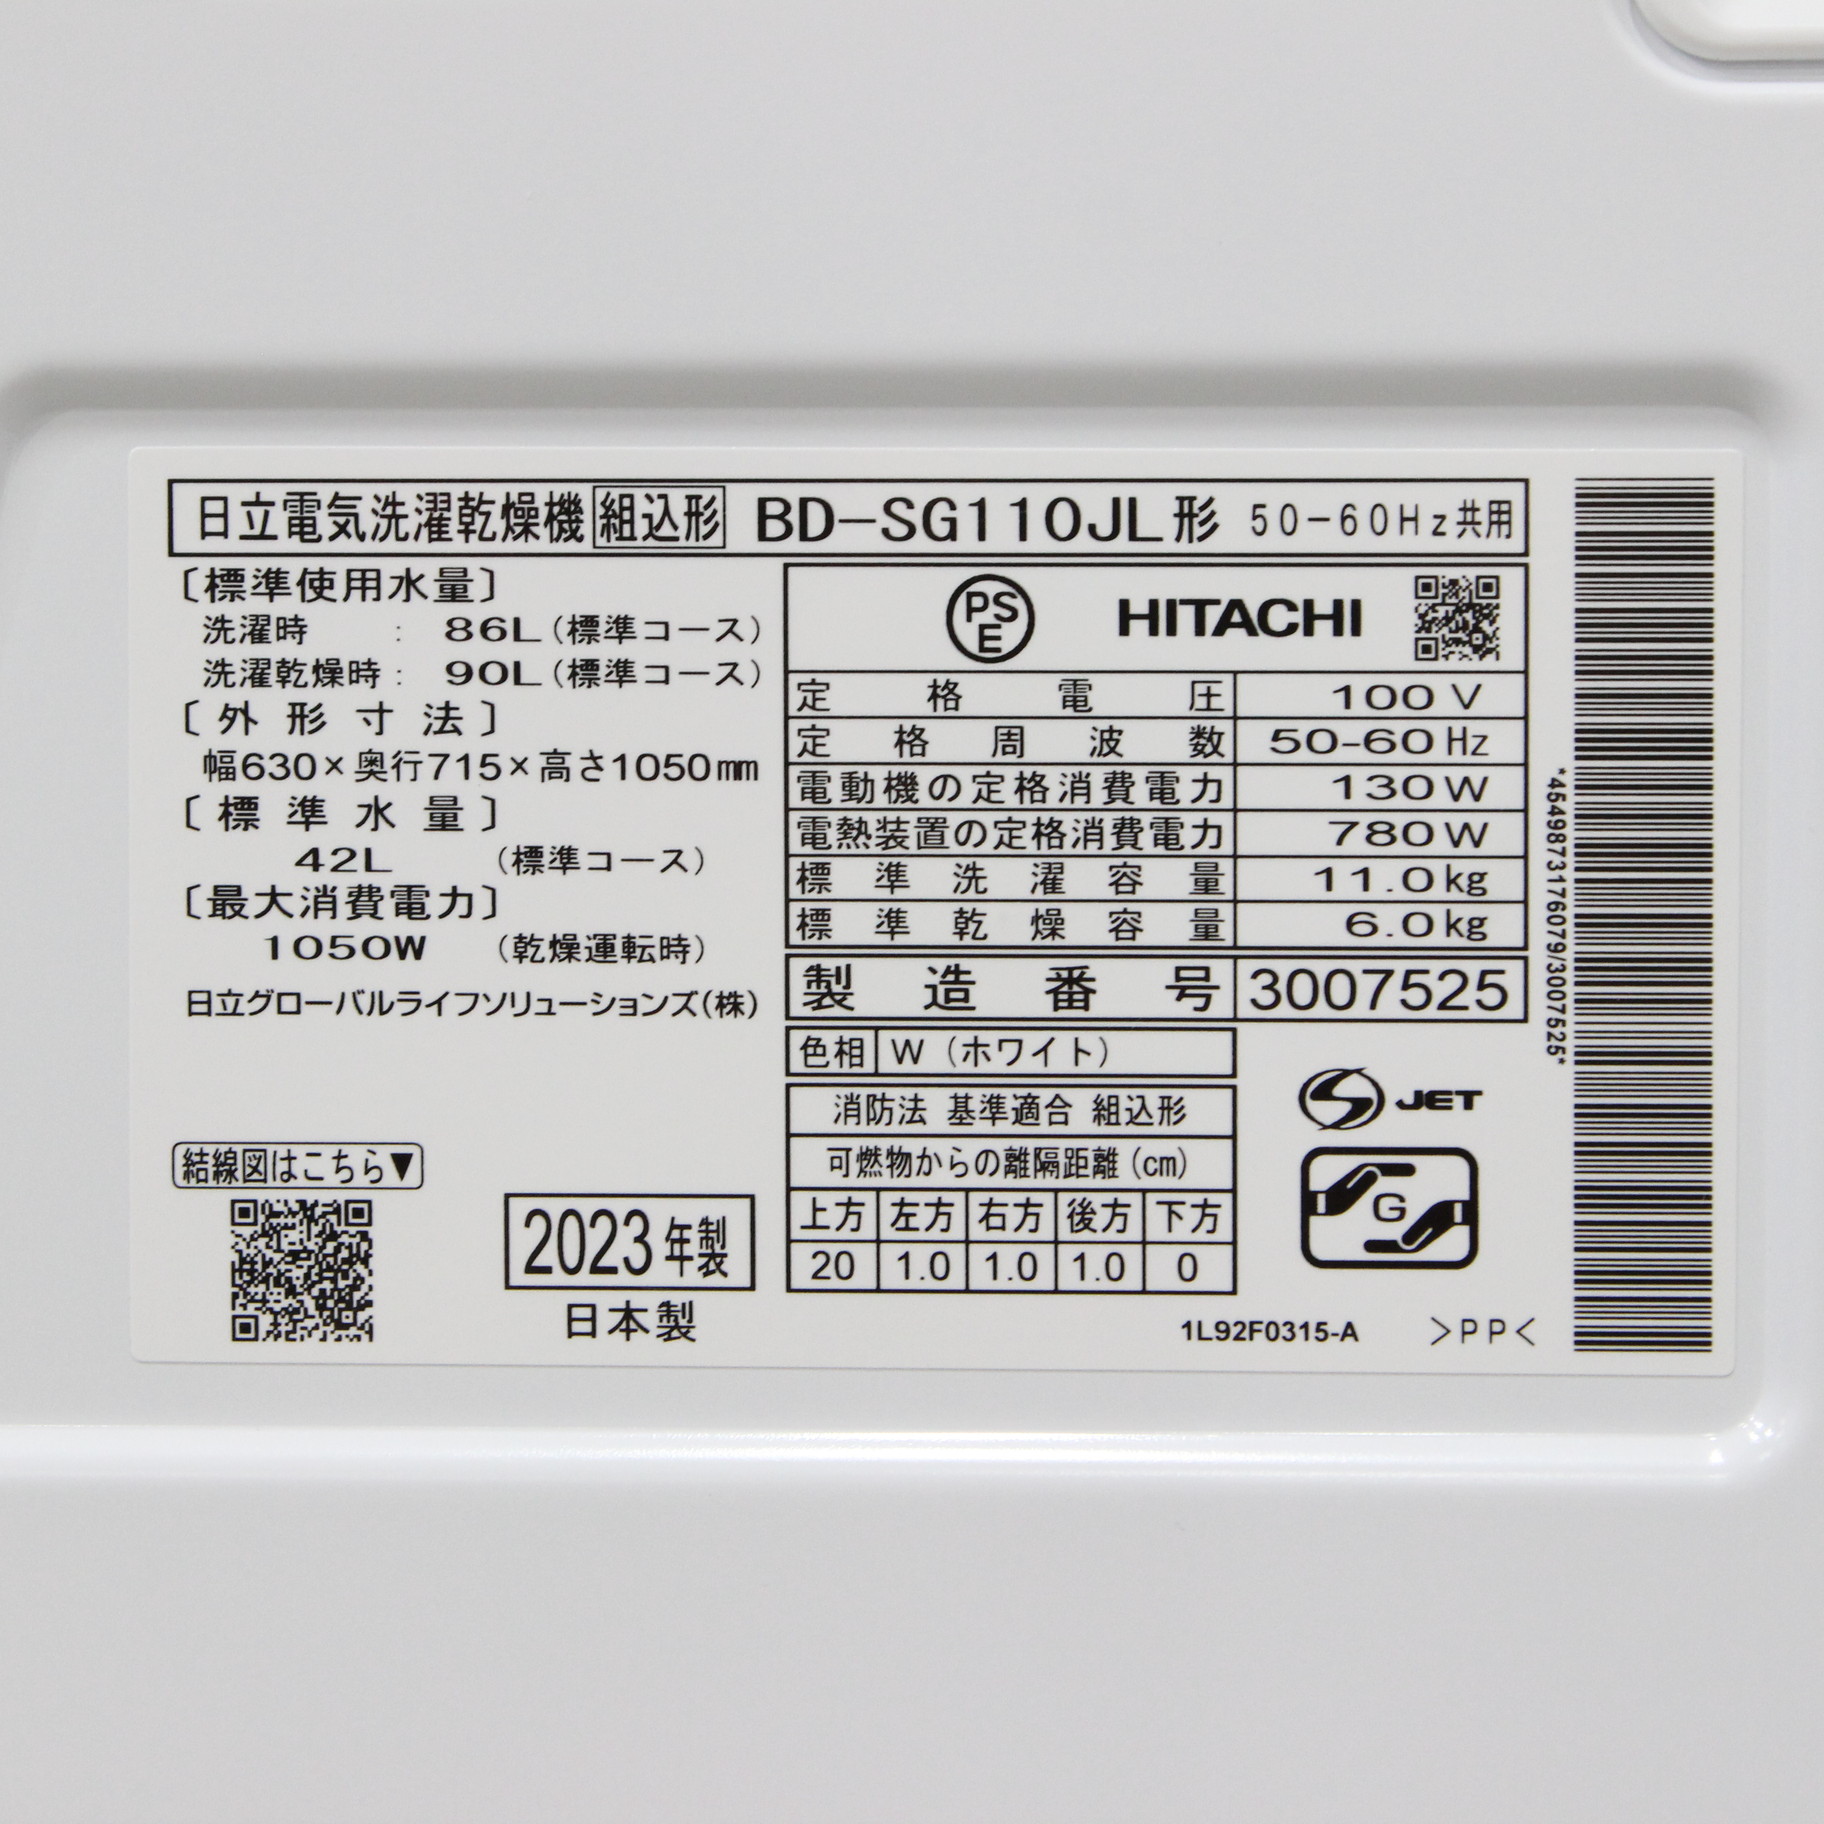 日立電気洗濯乾燥機 組込形 BD-SG110JL形 50-60Hz共用
〔標準使用水量〕
洗濯時 : 86L(標準コース)
洗濯乾燥時: 90L(標準コース)
〔外形寸法〕
幅630×奥行715×高さ1050mm
〔標準水量〕
42L (標準コース)
〔最大消費電力〕
1050W (乾燥運転時)
日立グローバルライフソリューションズ(株)
結線図はこちら▼
2023年製
日本製
PS
E
HITACHI
定格電圧 100V
定格周波数 50-60Hz
電動機の定格消費電力 130W
電熱装置の定格消費電力 780W
標準洗濯容量 11.0kg
標準乾燥容量 6.0kg
製造番号 3007525
色相 W(ホワイト)
消防法 基準適合 組込形
可燃物からの離隔距離(cm)
上方 左方 右方 後方 下方
20 1.0 1.0 1.0 0
S JET
G
1L92F0315-A >PP<
*4549873176079/3007525*